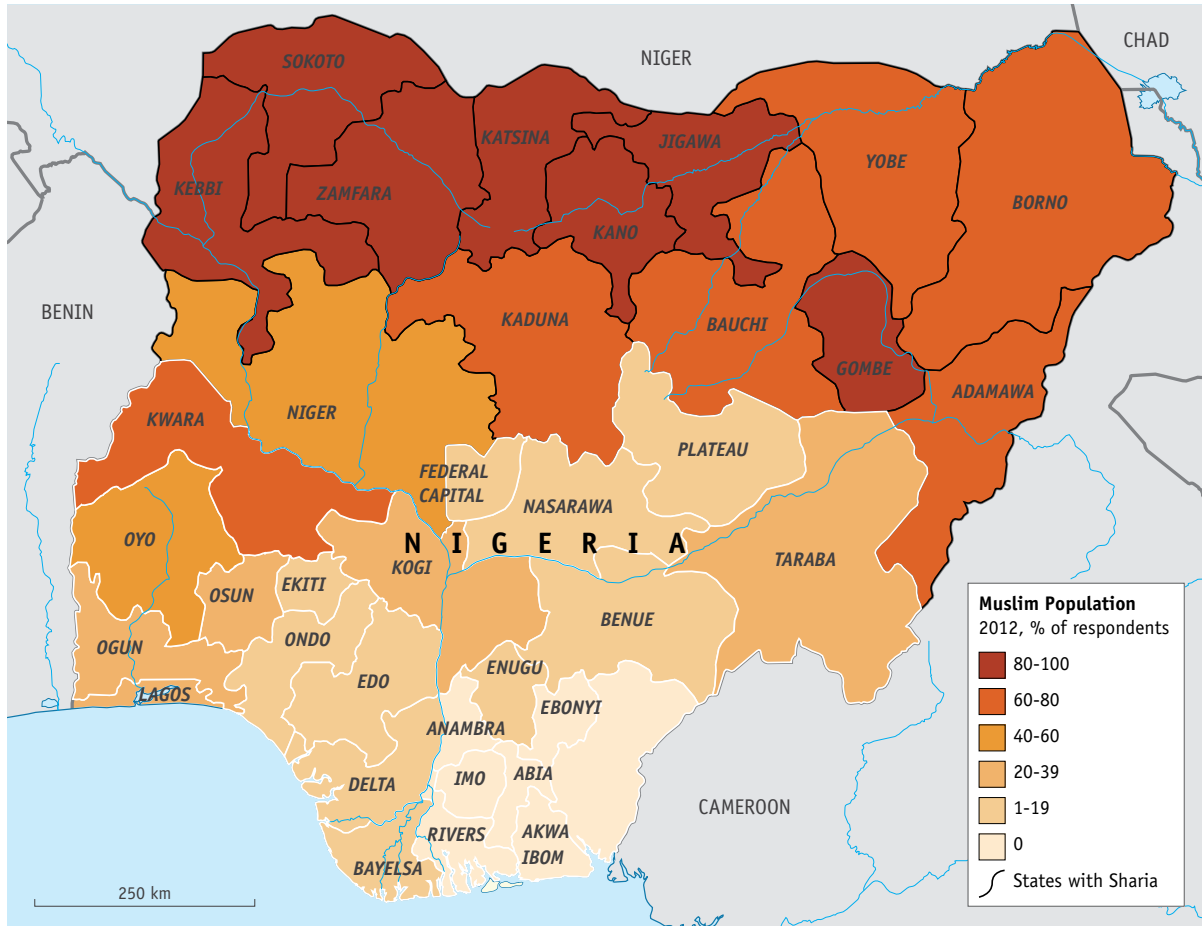 NIGER
CHAD
SOKOTO
KATSINA
JIGAWA
YOBE
KEBBI
ZAMFARA
BORNO
KANO
BENIN
KADUNA
BAUCHI
GOMBE
ADAMAWA
NIGER
KWARA
PLATEAU
FEDERAL
CAPITAL
NASARAWA
OYO
NIGERIA
KOGI
TARABA
OSUN
EKITI
BENUE
ONDO
OGUN
ENUGU
EDO
LAGOS
EBONYI
ANAMBRA
IMO
ABIA
DELTA
CAMEROON
RIVERS
AKWA
IBOM
BAYELSA
250 km
Muslim Population
2012, % of respondents
80-100
60-80
40-60
20-39
1-19
0
States with Sharia